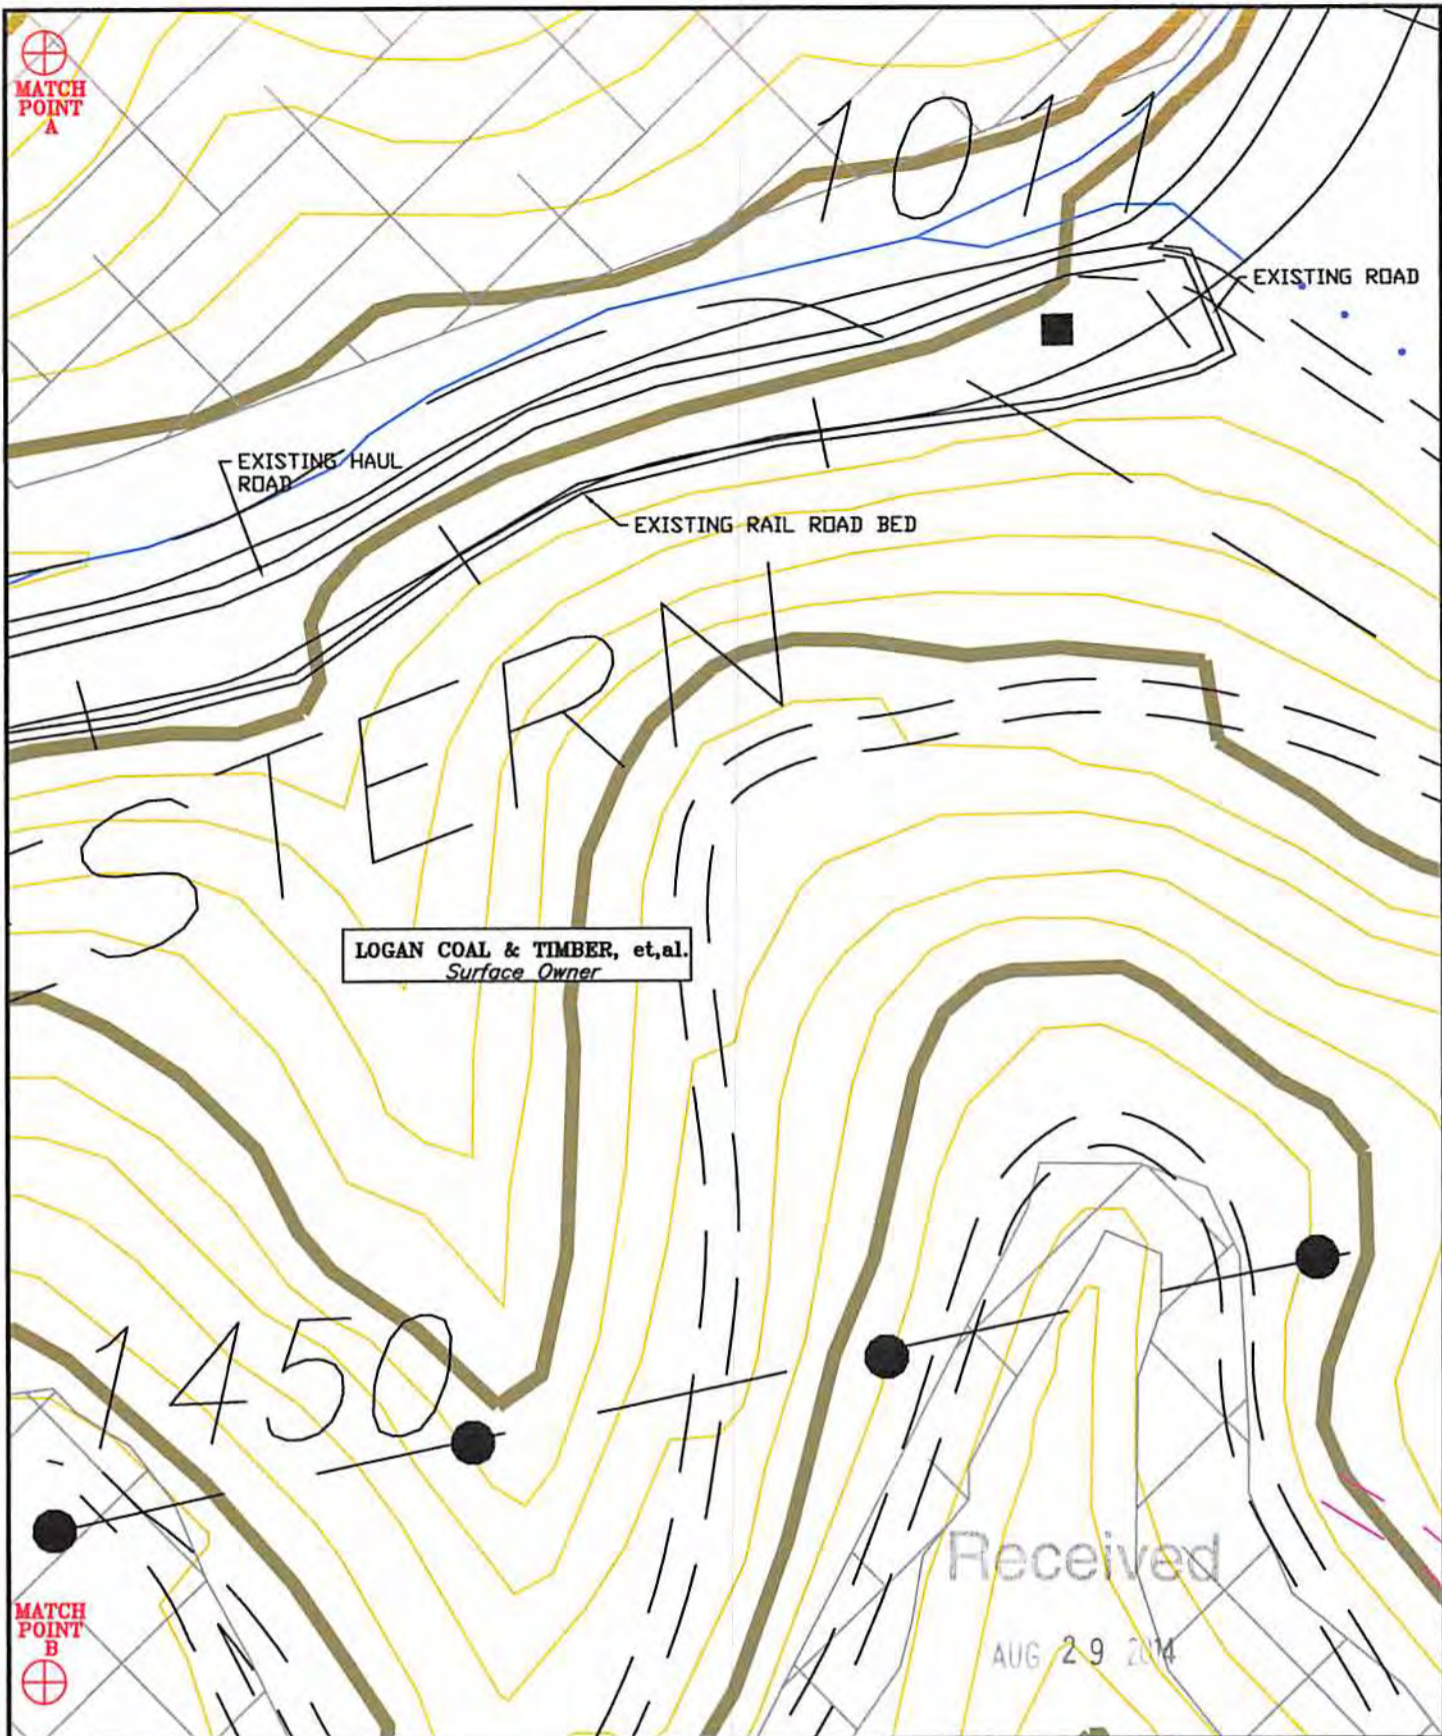 MATCH
POINT
A
1011
EXISTING ROAD
EXISTING HAUL
ROAD
EXISTING RAIL ROAD BED
STERN
LOGAN COAL & TIMBER, et,al.
Surface Owner
1450
Received
AUG 29 2014
MATCH
POINT
B